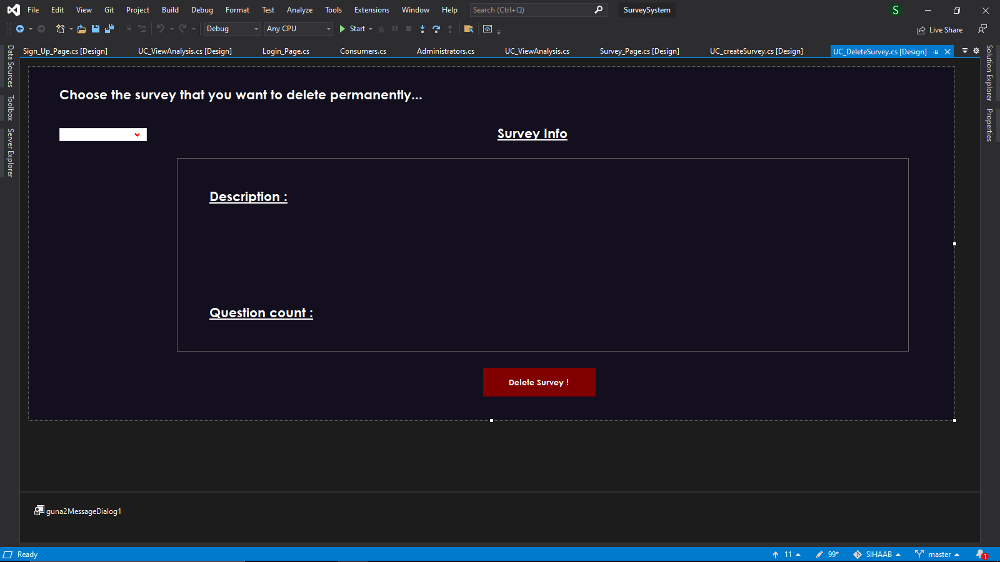 File Edit View Git Project Build Debug Format Test Analyze Tools Extensions Window Help Search (Ctrl+Q) SurveySystem S
Debug Any CPU Start Live Share
Sign_Up_Page.cs [Design] UC_ViewAnalysis.cs [Design] Login_Page.cs Consumers.cs Administrators.cs UC_ViewAnalysis.cs Survey_Page.cs [Design] UC_createSurvey.cs [Design] UC_DeleteSurvey.cs [Design]
Data Sources
Toolbox
Server Explorer
Choose the survey that you want to delete permanently...
Survey Info
Description :
Question count :
Delete Survey !
guna2MessageDialog1
Solution Explorer
Properties
Ready 11 99* SIHAAB master 1